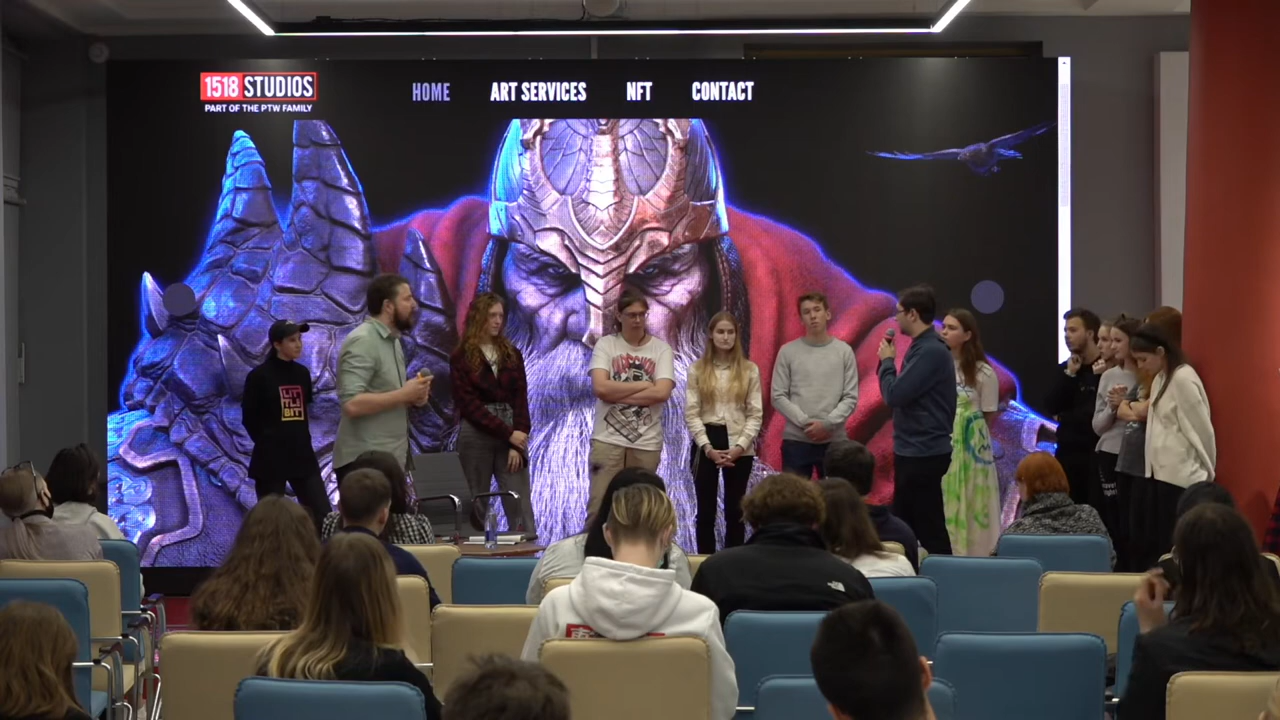 1518 STUDIOS
PART OF THE PTW FAMILY
HOME
ART SERVICES
NFT
CONTACT
LIT
TLE
BIT